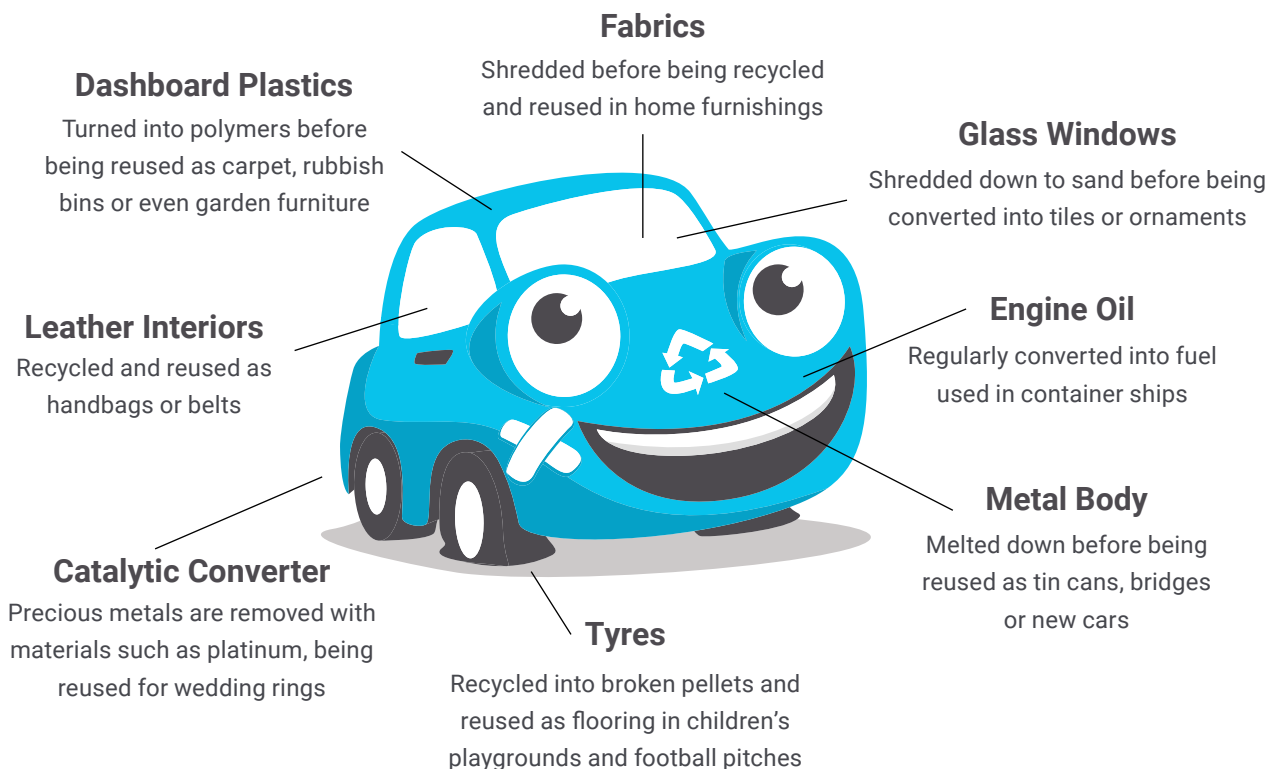 Fabrics
Shredded before being recycled
and reused in home furnishings
Dashboard Plastics
Turned into polymers before
being reused as carpet, rubbish
bins or even garden furniture
Glass Windows
Shredded down to sand before being
converted into tiles or ornaments
Leather Interiors
Recycled and reused as
handbags or belts
Engine Oil
Regularly converted into fuel
used in container ships
Metal Body
Melted down before being
reused as tin cans, bridges
or new cars
Catalytic Converter
Precious metals are removed with
materials such as platinum, being
reused for wedding rings
Tyres
Recycled into broken pellets and
reused as flooring in children’s
playgrounds and football pitches